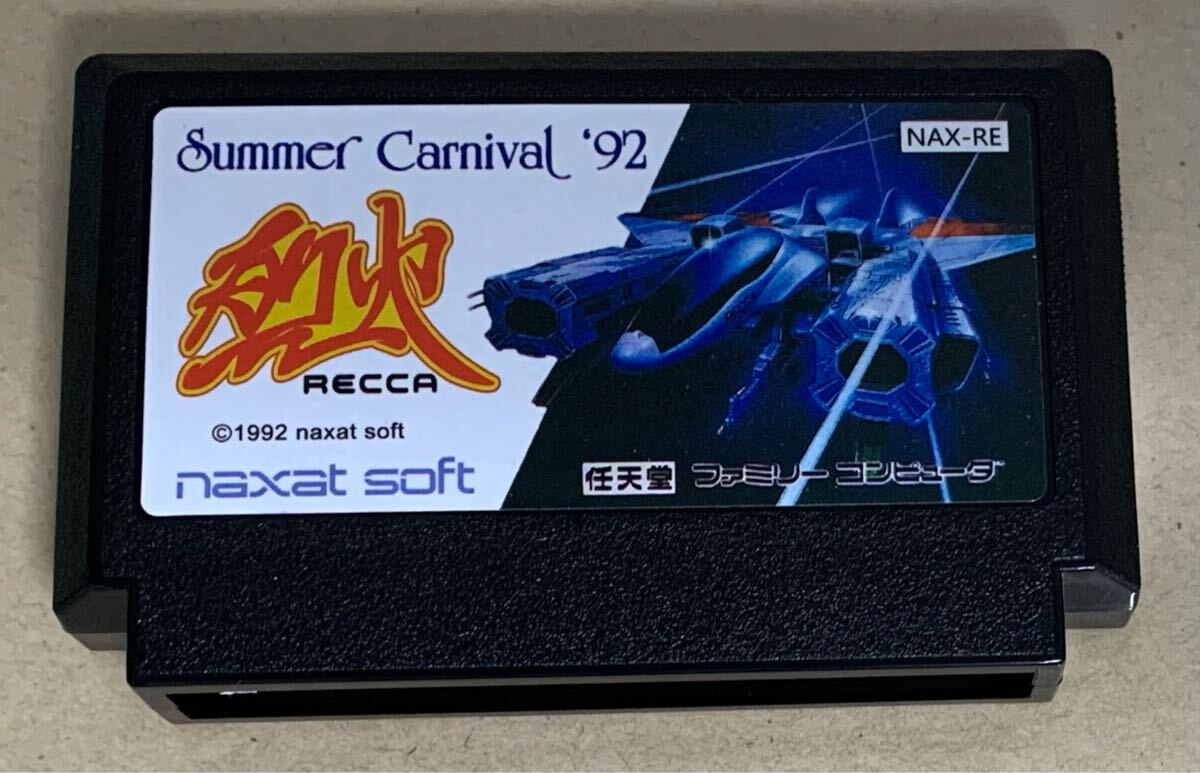 Summer Carnival '92
NAX-RE
烈火
RECCA
©1992 naxat soft
naxat soft
任天堂 ファミリーコンピュータ